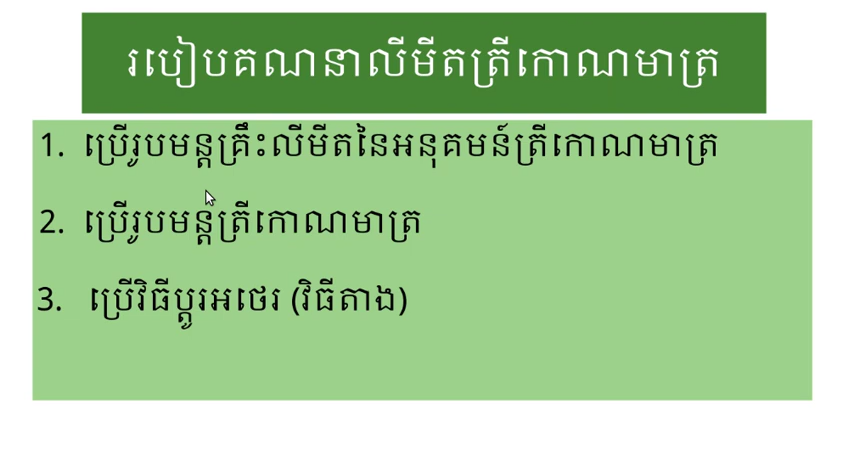 របៀបគណនាលីមីតត្រីកោណមាត្រ
1. ប្រើរូបមន្តគ្រឹះលីមីតនៃអនុគមន៍ត្រីកោណមាត្រ
2. ប្រើរូបមន្តត្រីកោណមាត្រ
3. ប្រើវិធីប្តូរអថេរ (វិធីតាង)